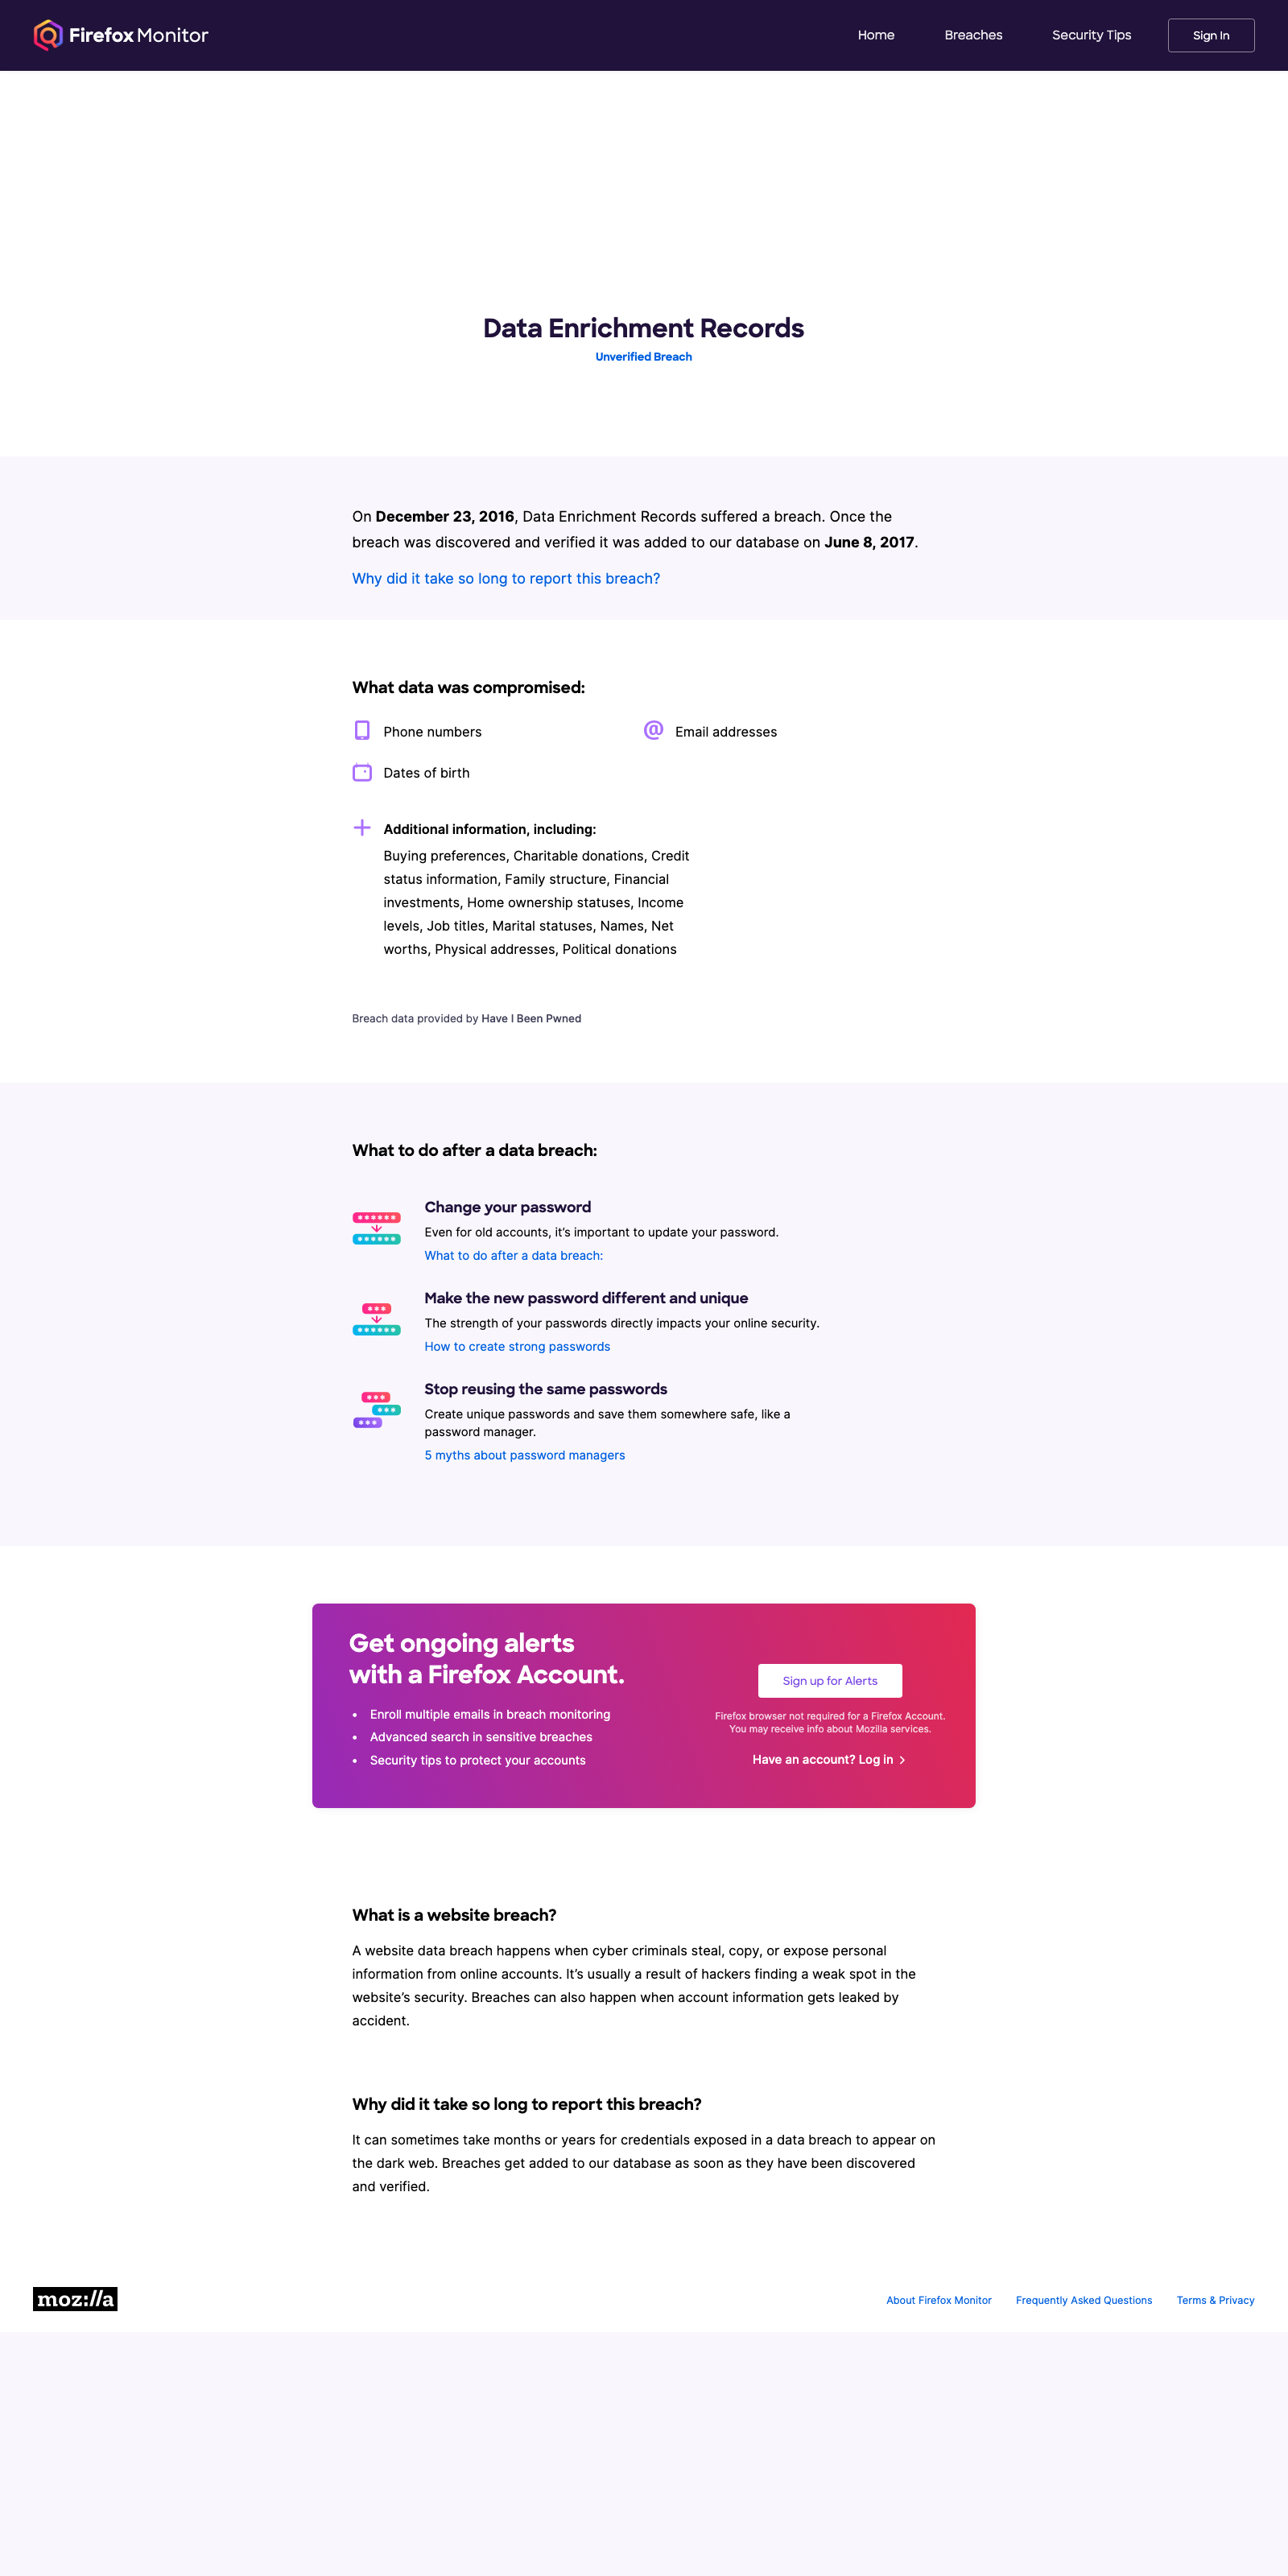 Firefox Monitor
Home Breaches Security Tips Sign In
Data Enrichment Records
Unverified Breach
On December 23, 2016, Data Enrichment Records suffered a breach. Once the
breach was discovered and verified it was added to our database on June 8, 2017.
Why did it take so long to report this breach?
What data was compromised:
Phone numbers
Email addresses
Dates of birth
Additional information, including:
Buying preferences, Charitable donations, Credit
status information, Family structure, Financial
investments, Home ownership statuses, Income
levels, Job titles, Marital statuses, Names, Net
worths, Physical addresses, Political donations
Breach data provided by Have I Been Pwned
What to do after a data breach:
Change your password
Even for old accounts, it’s important to update your password.
What to do after a data breach:
Make the new password different and unique
The strength of your passwords directly impacts your online security.
How to create strong passwords
Stop reusing the same passwords
Create unique passwords and save them somewhere safe, like a
password manager.
5 myths about password managers
Get ongoing alerts
with a Firefox Account.
• Enroll multiple emails in breach monitoring
• Advanced search in sensitive breaches
• Security tips to protect your accounts
Sign up for Alerts
Firefox browser not required for a Firefox Account.
You may receive info about Mozilla services.
Have an account? Log in
What is a website breach?
A website data breach happens when cyber criminals steal, copy, or expose personal
information from online accounts. It’s usually a result of hackers finding a weak spot in the
website’s security. Breaches can also happen when account information gets leaked by
accident.
Why did it take so long to report this breach?
It can sometimes take months or years for credentials exposed in a data breach to appear on
the dark web. Breaches get added to our database as soon as they have been discovered
and verified.
moz://a
About Firefox Monitor Frequently Asked Questions Terms & Privacy